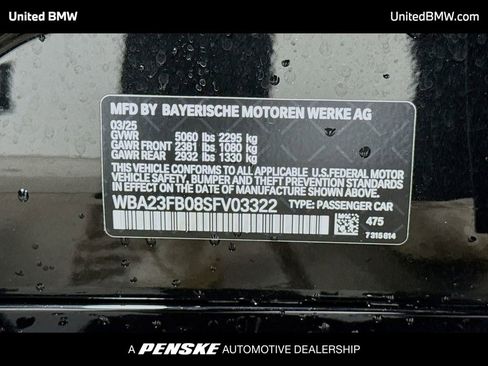 United BMW
UnitedBMW.com
MFD BY BAYERISCHE MOTOREN WERKE AG
03/25
GVWR 5060 lbs 2295 kg
GAWR FRONT 2381 lbs 1080 kg
GAWR REAR 2932 lbs 1330 kg
THIS VEHICLE CONFORMS TO ALL APPLICABLE U.S.FEDERAL MOTOR
VEHICLE SAFETY, BUMPER AND THEFT PREVENTION STANDARDS IN
EFFECT ON THE DATE OF MANUFACTURE SHOWN ABOVE.
WBA23FB08SFV03322 TYPE: PASSENGER CAR
475
7315814
A PENSKE AUTOMOTIVE DEALERSHIP